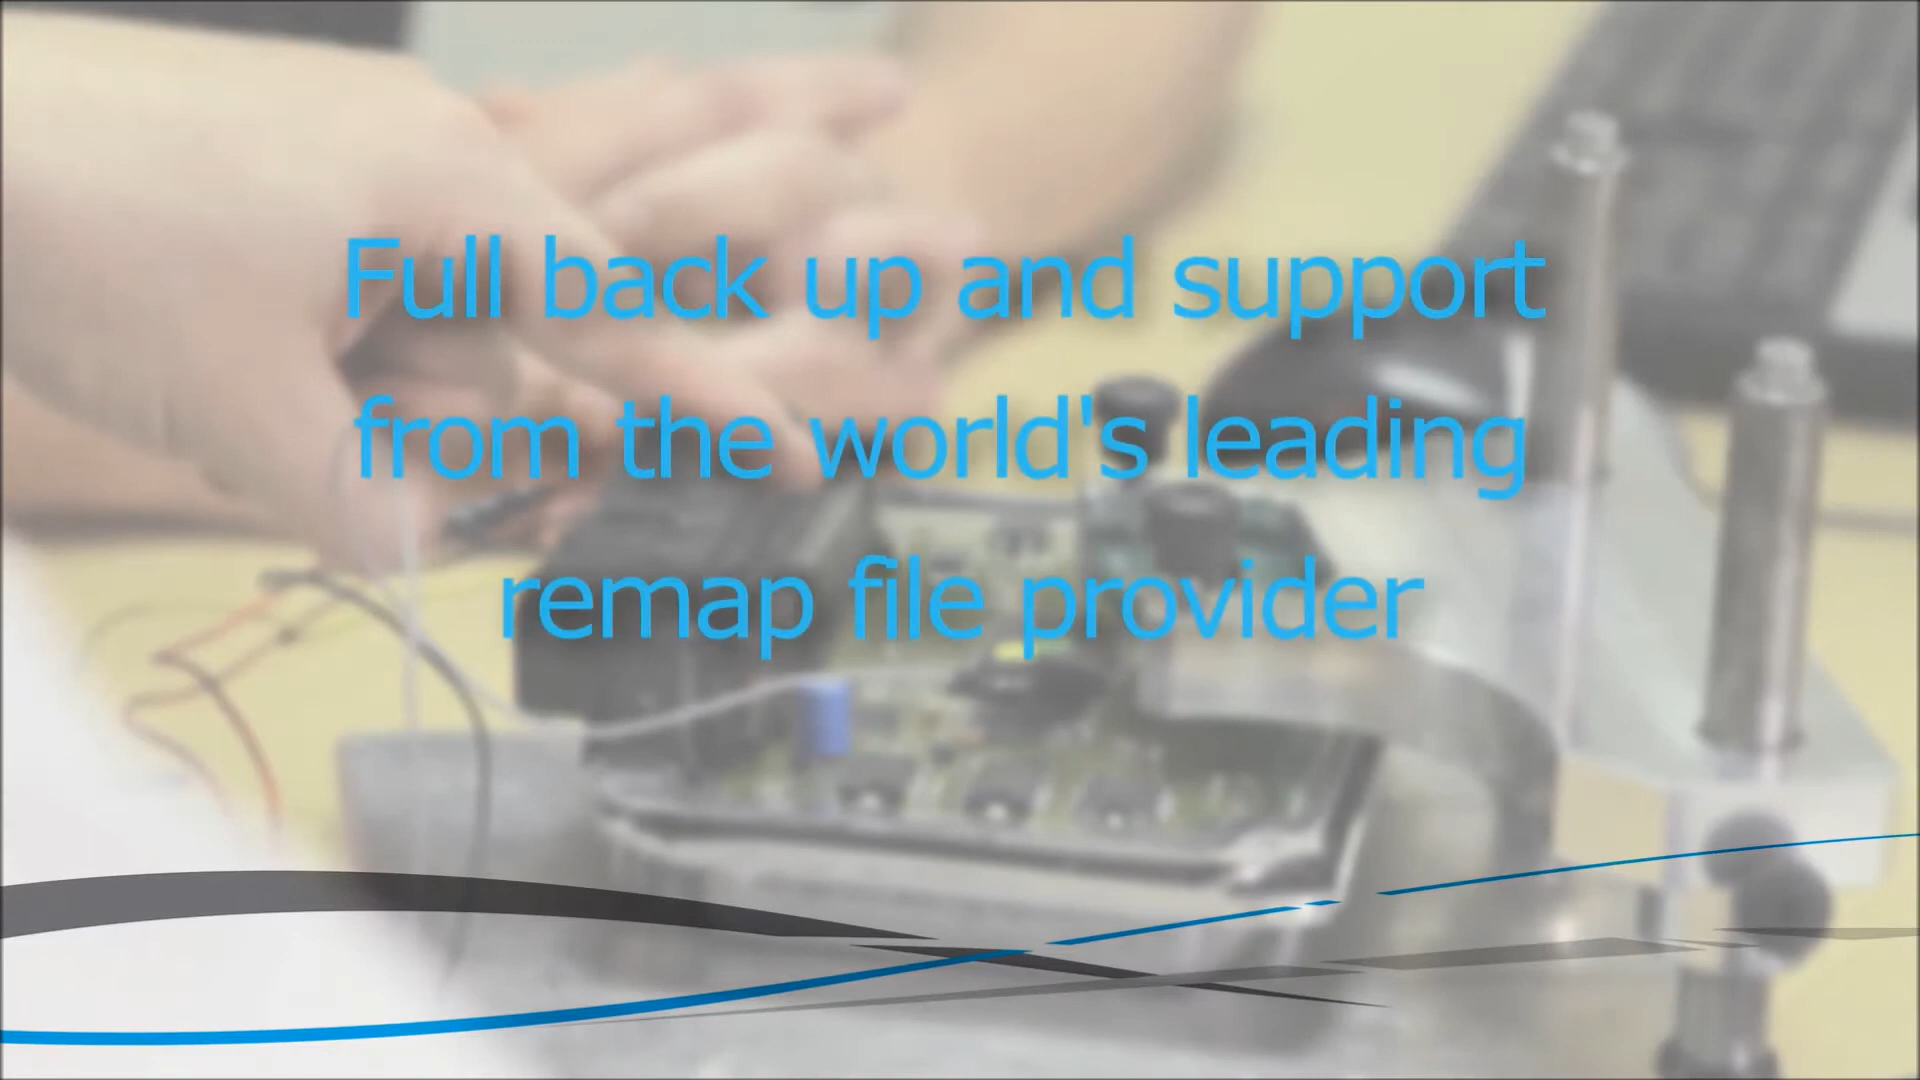 Full back up and support
from the world's leading
remap file provider